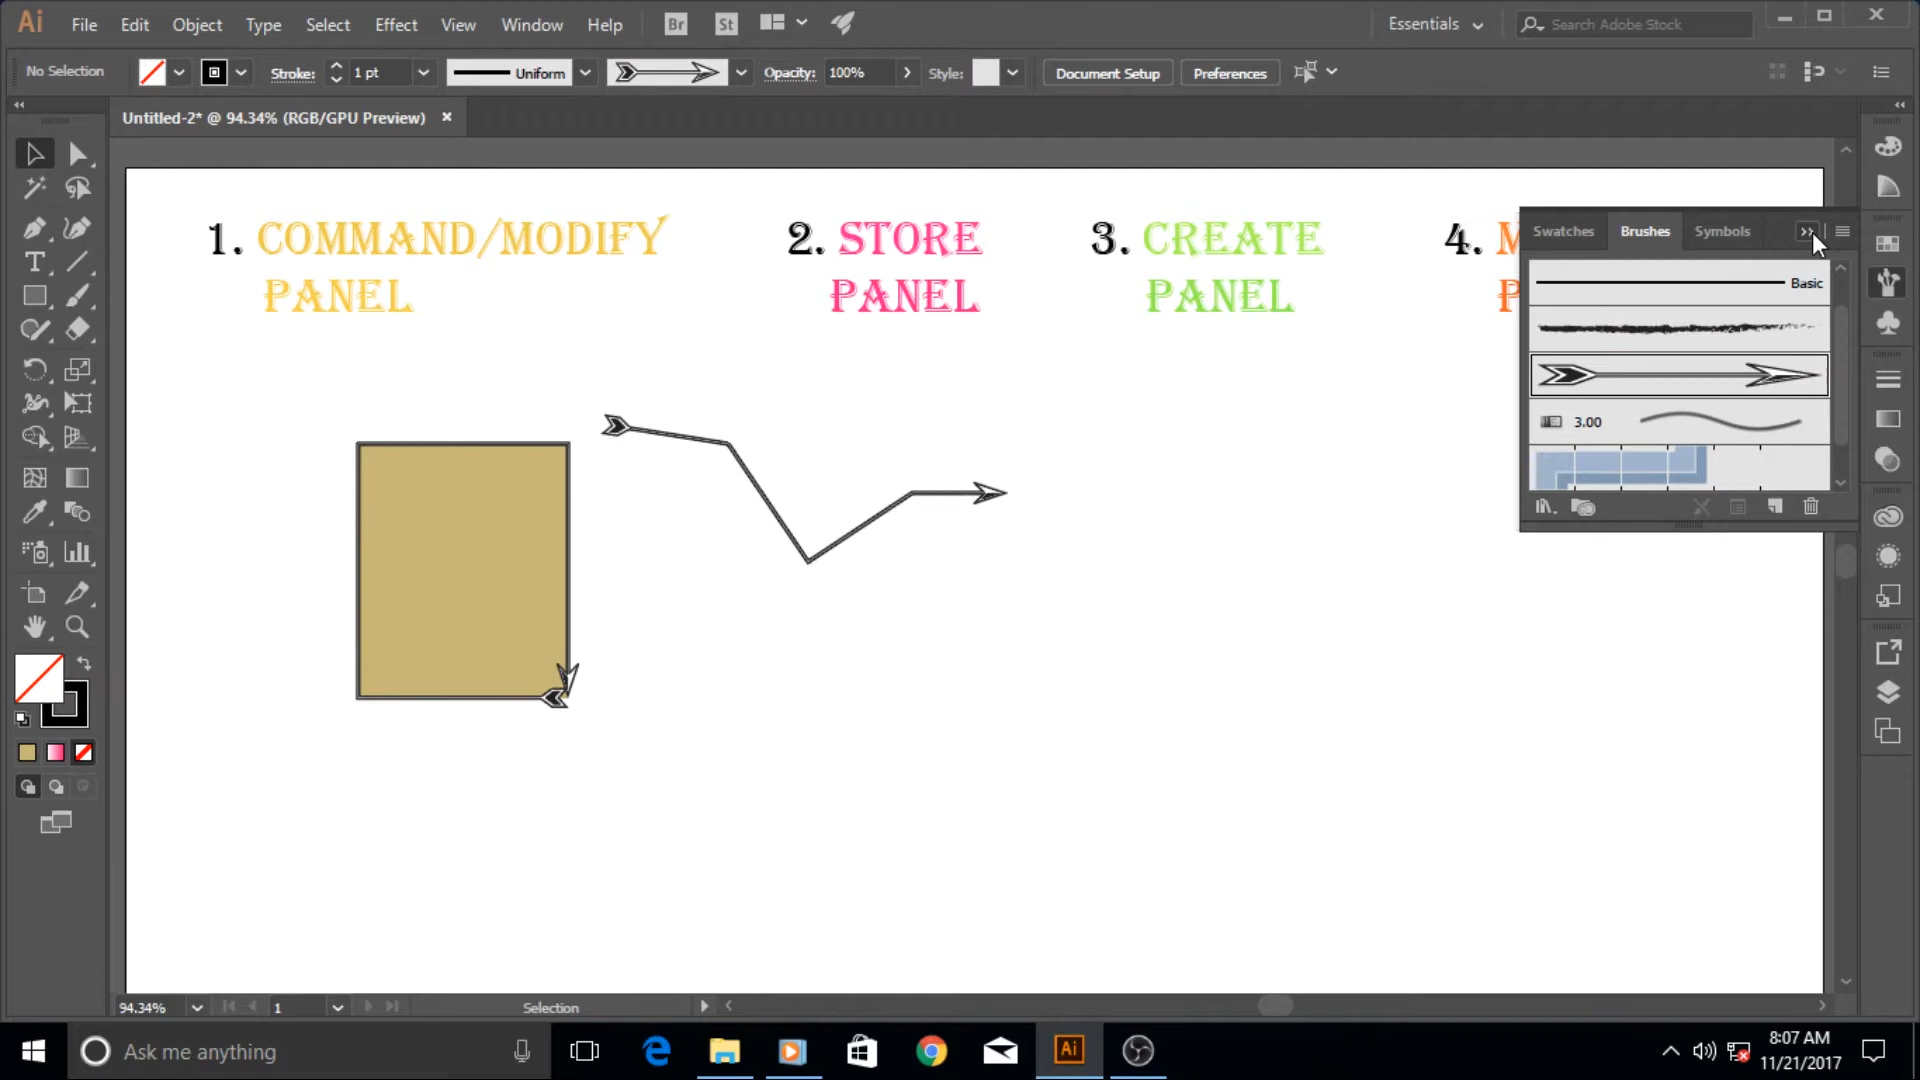 Ai File Edit Object Type Select Effect View Window Help Br St Essentials Search Adobe Stock
No Selection Stroke: 1 pt Uniform Opacity: 100% Style: Document Setup Preferences
Untitled-2* @ 94.34% (RGB/GPU Preview) ×
1. COMMAND/MODIFY
PANEL
2. STORE
PANEL
3. CREATE
PANEL
4. M
P
Swatches Brushes Symbols
Basic
3.00
94.34% 1 Selection
Ask me anything
Ai
8:07 AM
11/21/2017